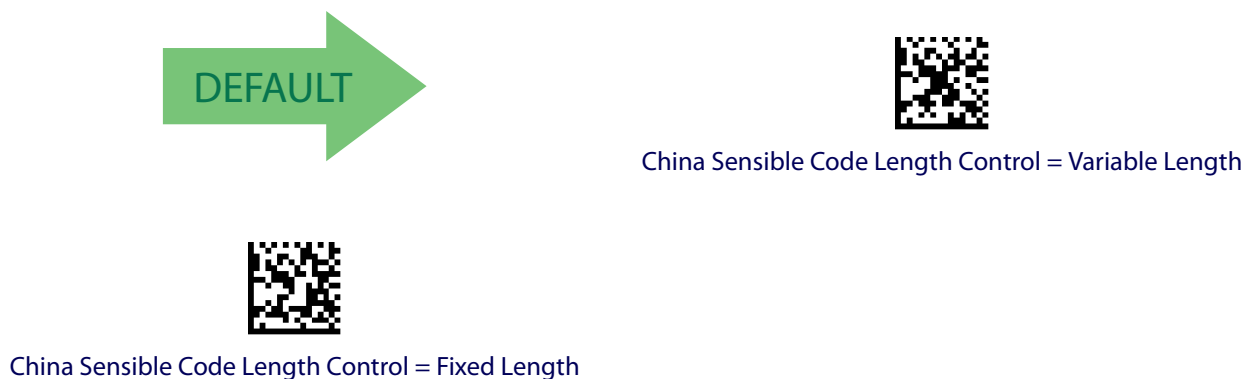 DEFAULT
China Sensible Code Length Control = Variable Length
China Sensible Code Length Control = Fixed Length